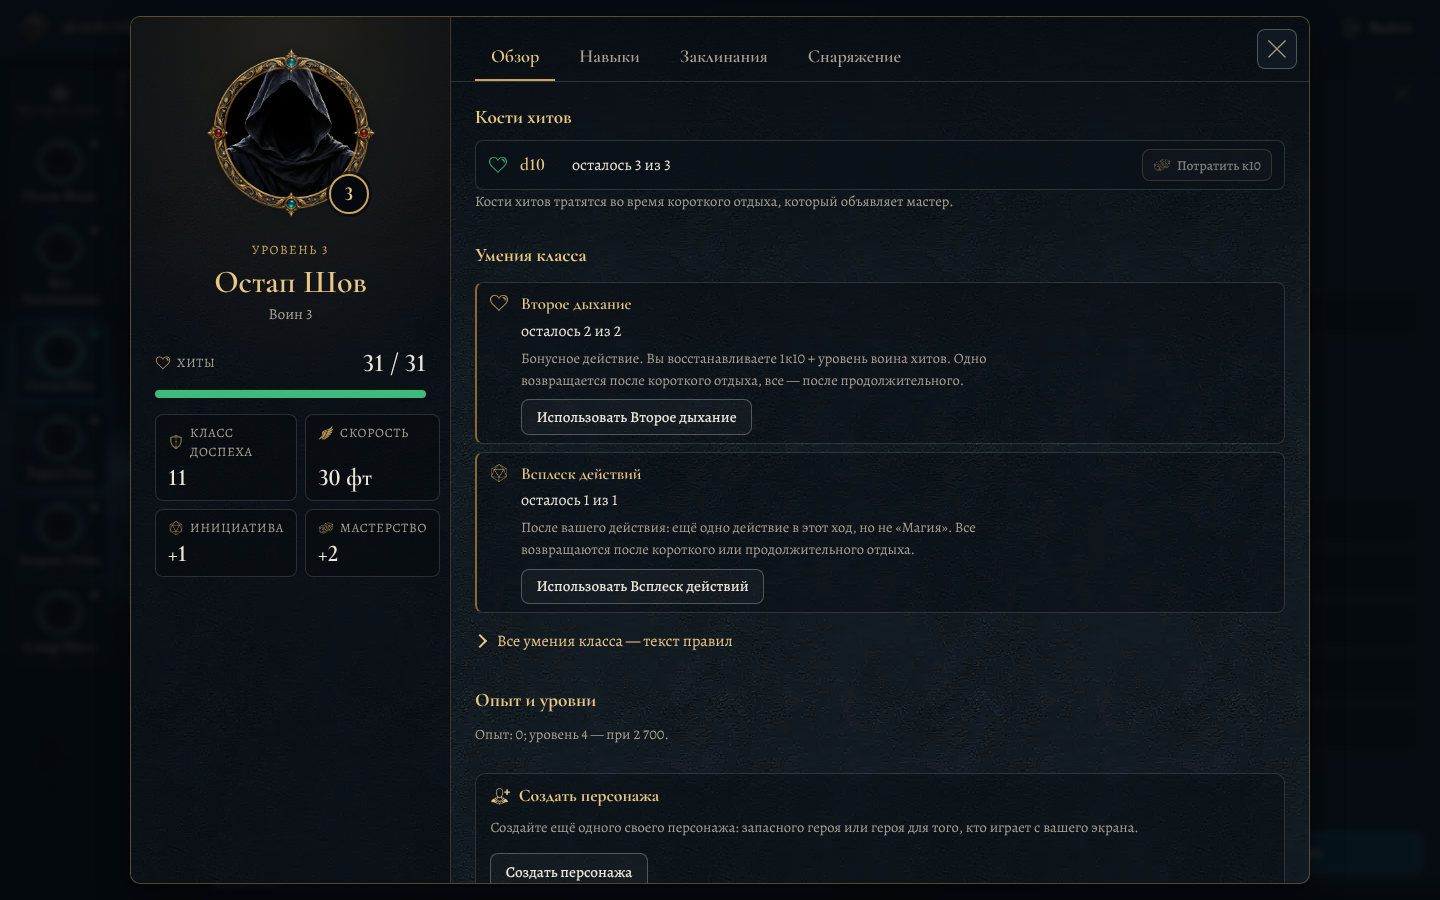 Обзор
Навыки
Заклинания
Снаряжение
3
УРОВЕНЬ 3
Остап Шов
Воин 3
ХИТЫ
31 / 31
КЛАСС
ДОСПЕХА
11
СКОРОСТЬ
30 фт
ИНИЦИАТИВА
+1
МАСТЕРСТВО
+2
Кости хитов
d10 осталось 3 из 3
Потратить к10
Кости хитов тратятся во время короткого отдыха, который объявляет мастер.
Умения класса
Второе дыхание
осталось 2 из 2
Бонусное действие. Вы восстанавливаете 1к10 + уровень воина хитов. Одно
возвращается после короткого отдыха, все — после продолжительного.
Использовать Второе дыхание
Всплеск действий
осталось 1 из 1
После вашего действия: ещё одно действие в этот ход, но не «Магия». Все
возвращаются после короткого или продолжительного отдыха.
Использовать Всплеск действий
Все умения класса — текст правил
Опыт и уровни
Опыт: 0; уровень 4 — при 2 700.
Создать персонажа
Создайте ещё одного своего персонажа: запасного героя или героя для того, кто играет с вашего экрана.
Создать персонажа